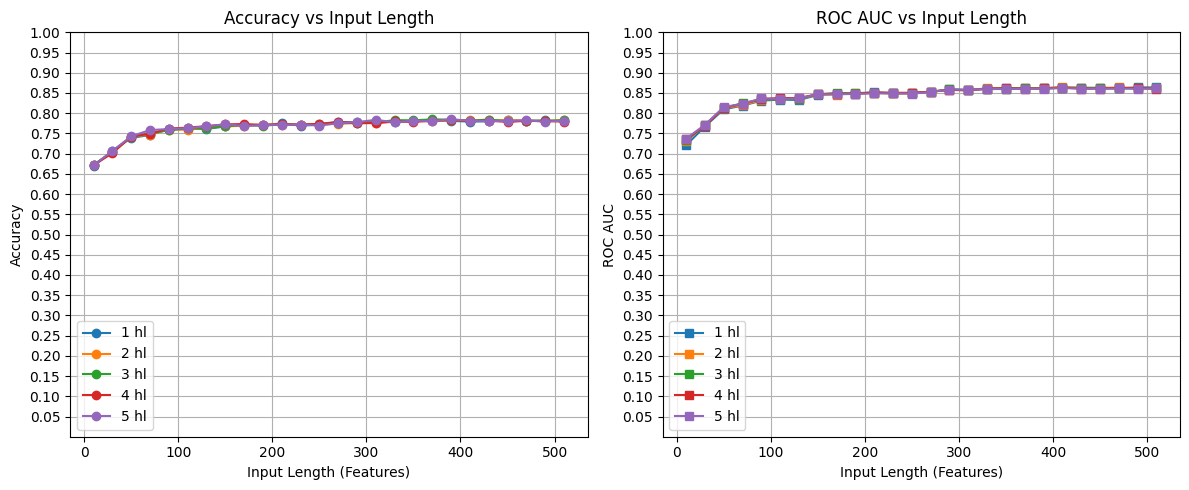 Accuracy vs Input Length
1.00
0.95
0.90
0.85
0.80
0.75
0.70
0.65
0.60
0.55
0.50
0.45
0.40
0.35
0.30
0.25
0.20
0.15
0.10
0.05
Accuracy
1 hl
2 hl
3 hl
4 hl
5 hl
0 100 200 300 400 500
Input Length (Features)
ROC AUC vs Input Length
1.00
0.95
0.90
0.85
0.80
0.75
0.70
0.65
0.60
0.55
0.50
0.45
0.40
0.35
0.30
0.25
0.20
0.15
0.10
0.05
ROC AUC
1 hl
2 hl
3 hl
4 hl
5 hl
0 100 200 300 400 500
Input Length (Features)